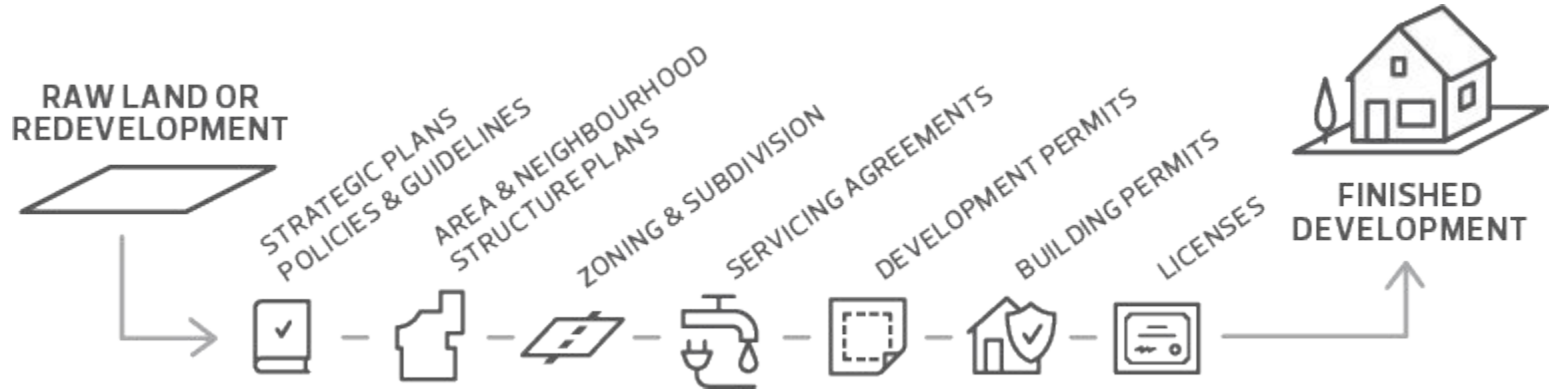 RAW LAND OR
REDEVELOPMENT
STRATEGIC PLANS
POLICIES & GUIDELINES
AREA & NEIGHBOURHOOD
STRUCTURE PLANS
ZONING & SUBDIVISION
SERVICING AGREEMENTS
DEVELOPMENT PERMITS
BUILDING PERMITS
LICENSES
FINISHED
DEVELOPMENT